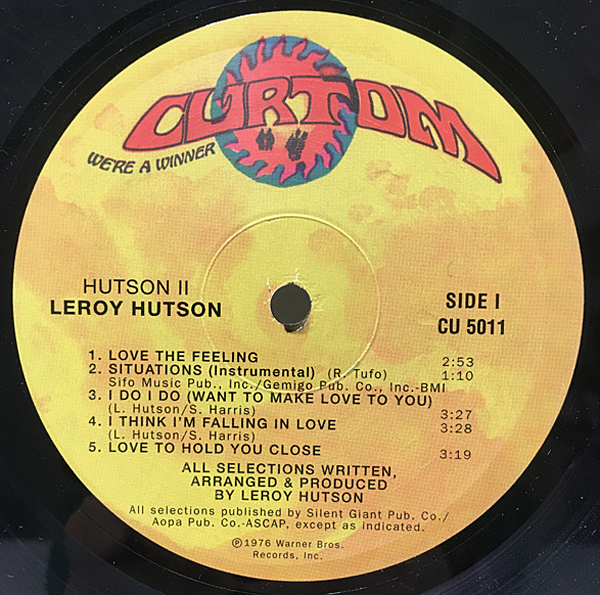 CURTOM
WE'RE A WINNER
HUTSON II
LEROY HUTSON
SIDE I
CU 5011
1. LOVE THE FEELING 2:53
2. SITUATIONS (Instrumental) (R. Tufo) 1:10
Sifo Music Pub., Inc./Gemigo Pub. Co., Inc.-BMI
3. I DO I DO (WANT TO MAKE LOVE TO YOU)
(L. Hutson/S. Harris) 3:27
4. I THINK I'M FALLING IN LOVE 3:28
(L. Hutson/S. Harris)
5. LOVE TO HOLD YOU CLOSE 3:19
ALL SELECTIONS WRITTEN,
ARRANGED & PRODUCED
BY LEROY HUTSON
All selections published by Silent Giant Pub. Co./
Aopa Pub. Co.-ASCAP, except as indicated.
℗1976 Warner Bros.
Records, Inc.